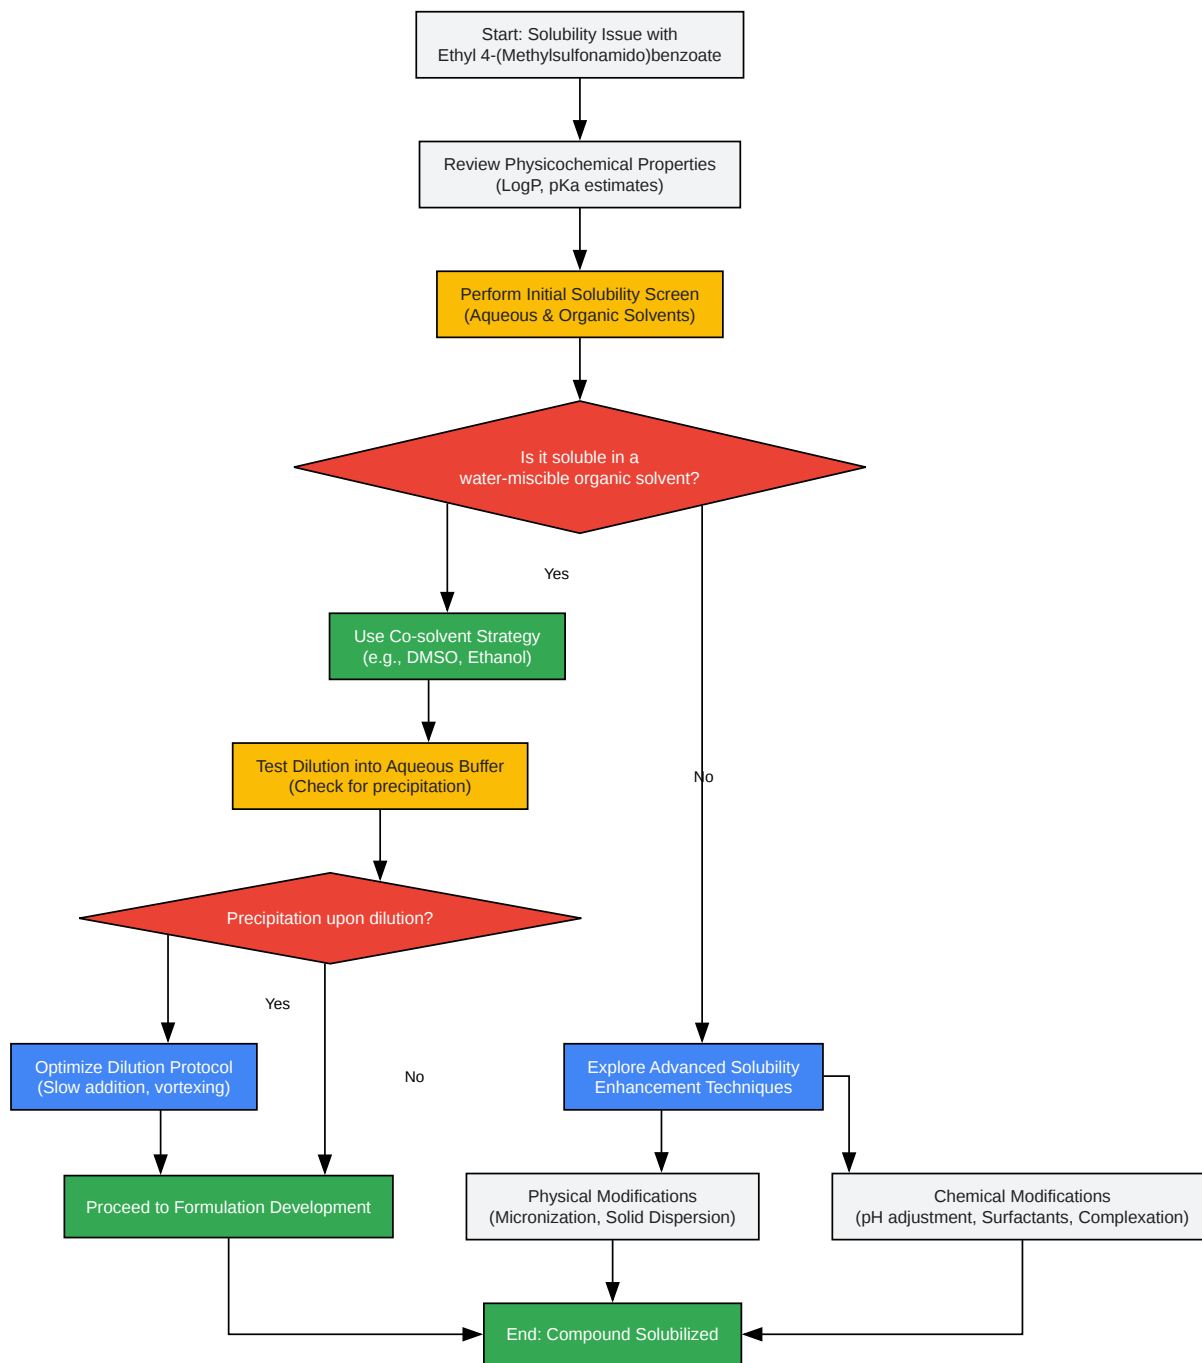 Start: Solubility Issue with
Ethyl 4-(Methylsulfonamido)benzoate
Review Physicochemical Properties
(LogP, pKa estimates)
Perform Initial Solubility Screen
(Aqueous & Organic Solvents)
Is it soluble in a
water-miscible organic solvent?
Yes
Use Co-solvent Strategy
(e.g., DMSO, Ethanol)
Test Dilution into Aqueous Buffer
(Check for precipitation)
No
Precipitation upon dilution?
Yes
No
Optimize Dilution Protocol
(Slow addition, vortexing)
Explore Advanced Solubility
Enhancement Techniques
Proceed to Formulation Development
Physical Modifications
(Micronization, Solid Dispersion)
Chemical Modifications
(pH adjustment, Surfactants, Complexation)
End: Compound Solubilized